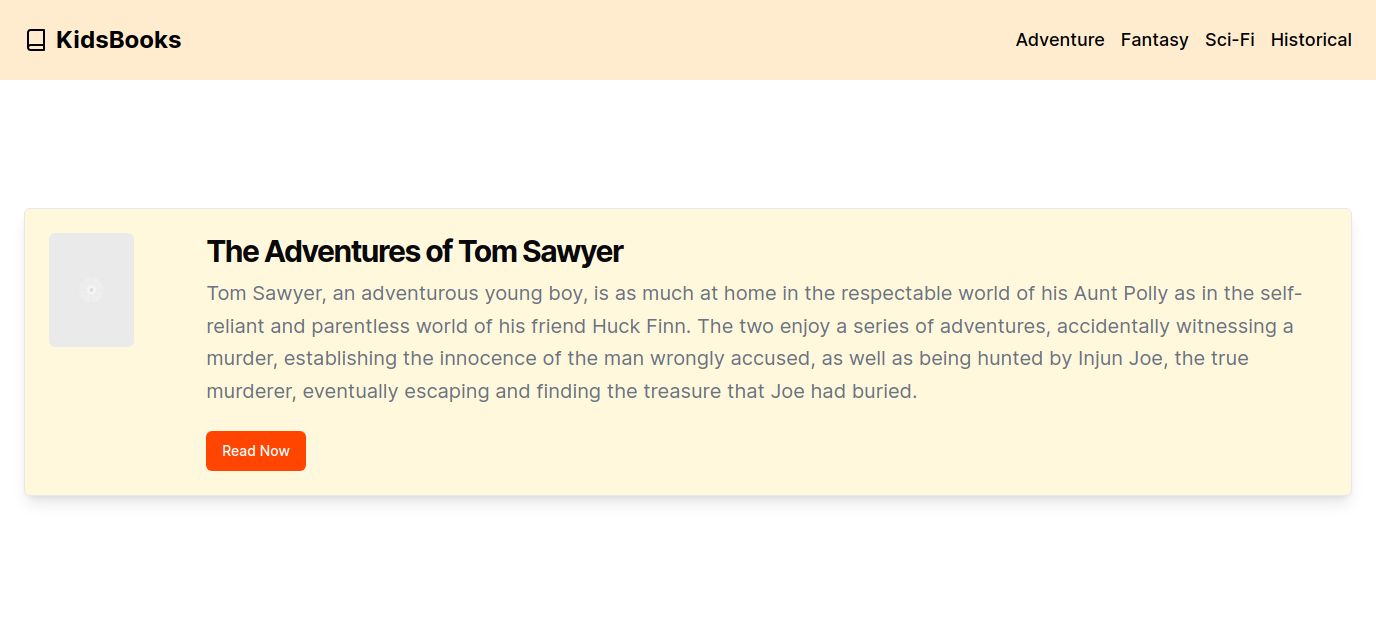 KidsBooks
Adventure Fantasy Sci-Fi Historical
The Adventures of Tom Sawyer
Tom Sawyer, an adventurous young boy, is as much at home in the respectable world of his Aunt Polly as in the self-
reliant and parentless world of his friend Huck Finn. The two enjoy a series of adventures, accidentally witnessing a
murder, establishing the innocence of the man wrongly accused, as well as being hunted by Injun Joe, the true
murderer, eventually escaping and finding the treasure that Joe had buried.
Read Now